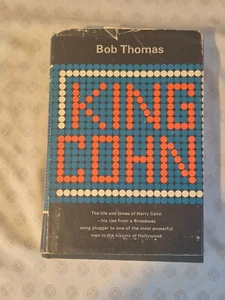 Bob Thomas
KING
COHN
The life and times of Harry Cohn
—his rise from a Broadway
song plugger to one of the most powerful
men in the history of Hollywood